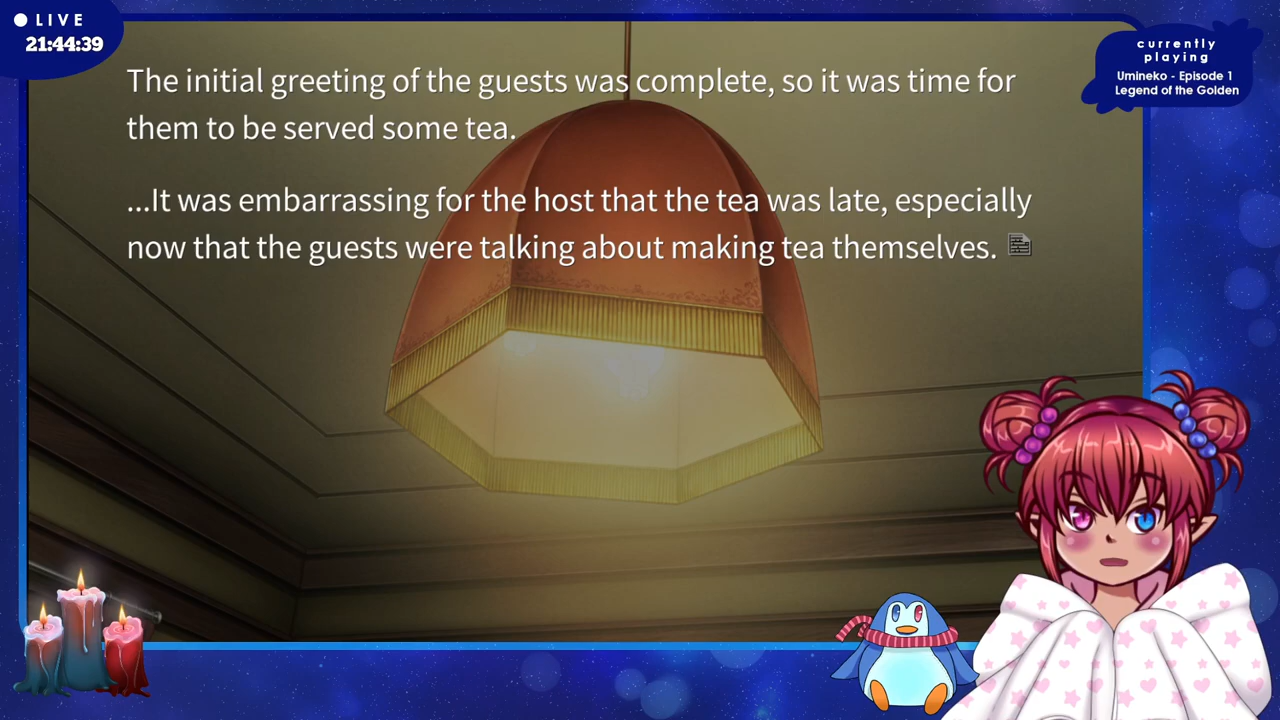 LIVE
21:44:39
currently
playing
Umineko - Episode 1
Legend of the Golden
The initial greeting of the guests was complete, so it was time for
them to be served some tea.
...It was embarrassing for the host that the tea was late, especially
now that the guests were talking about making tea themselves.